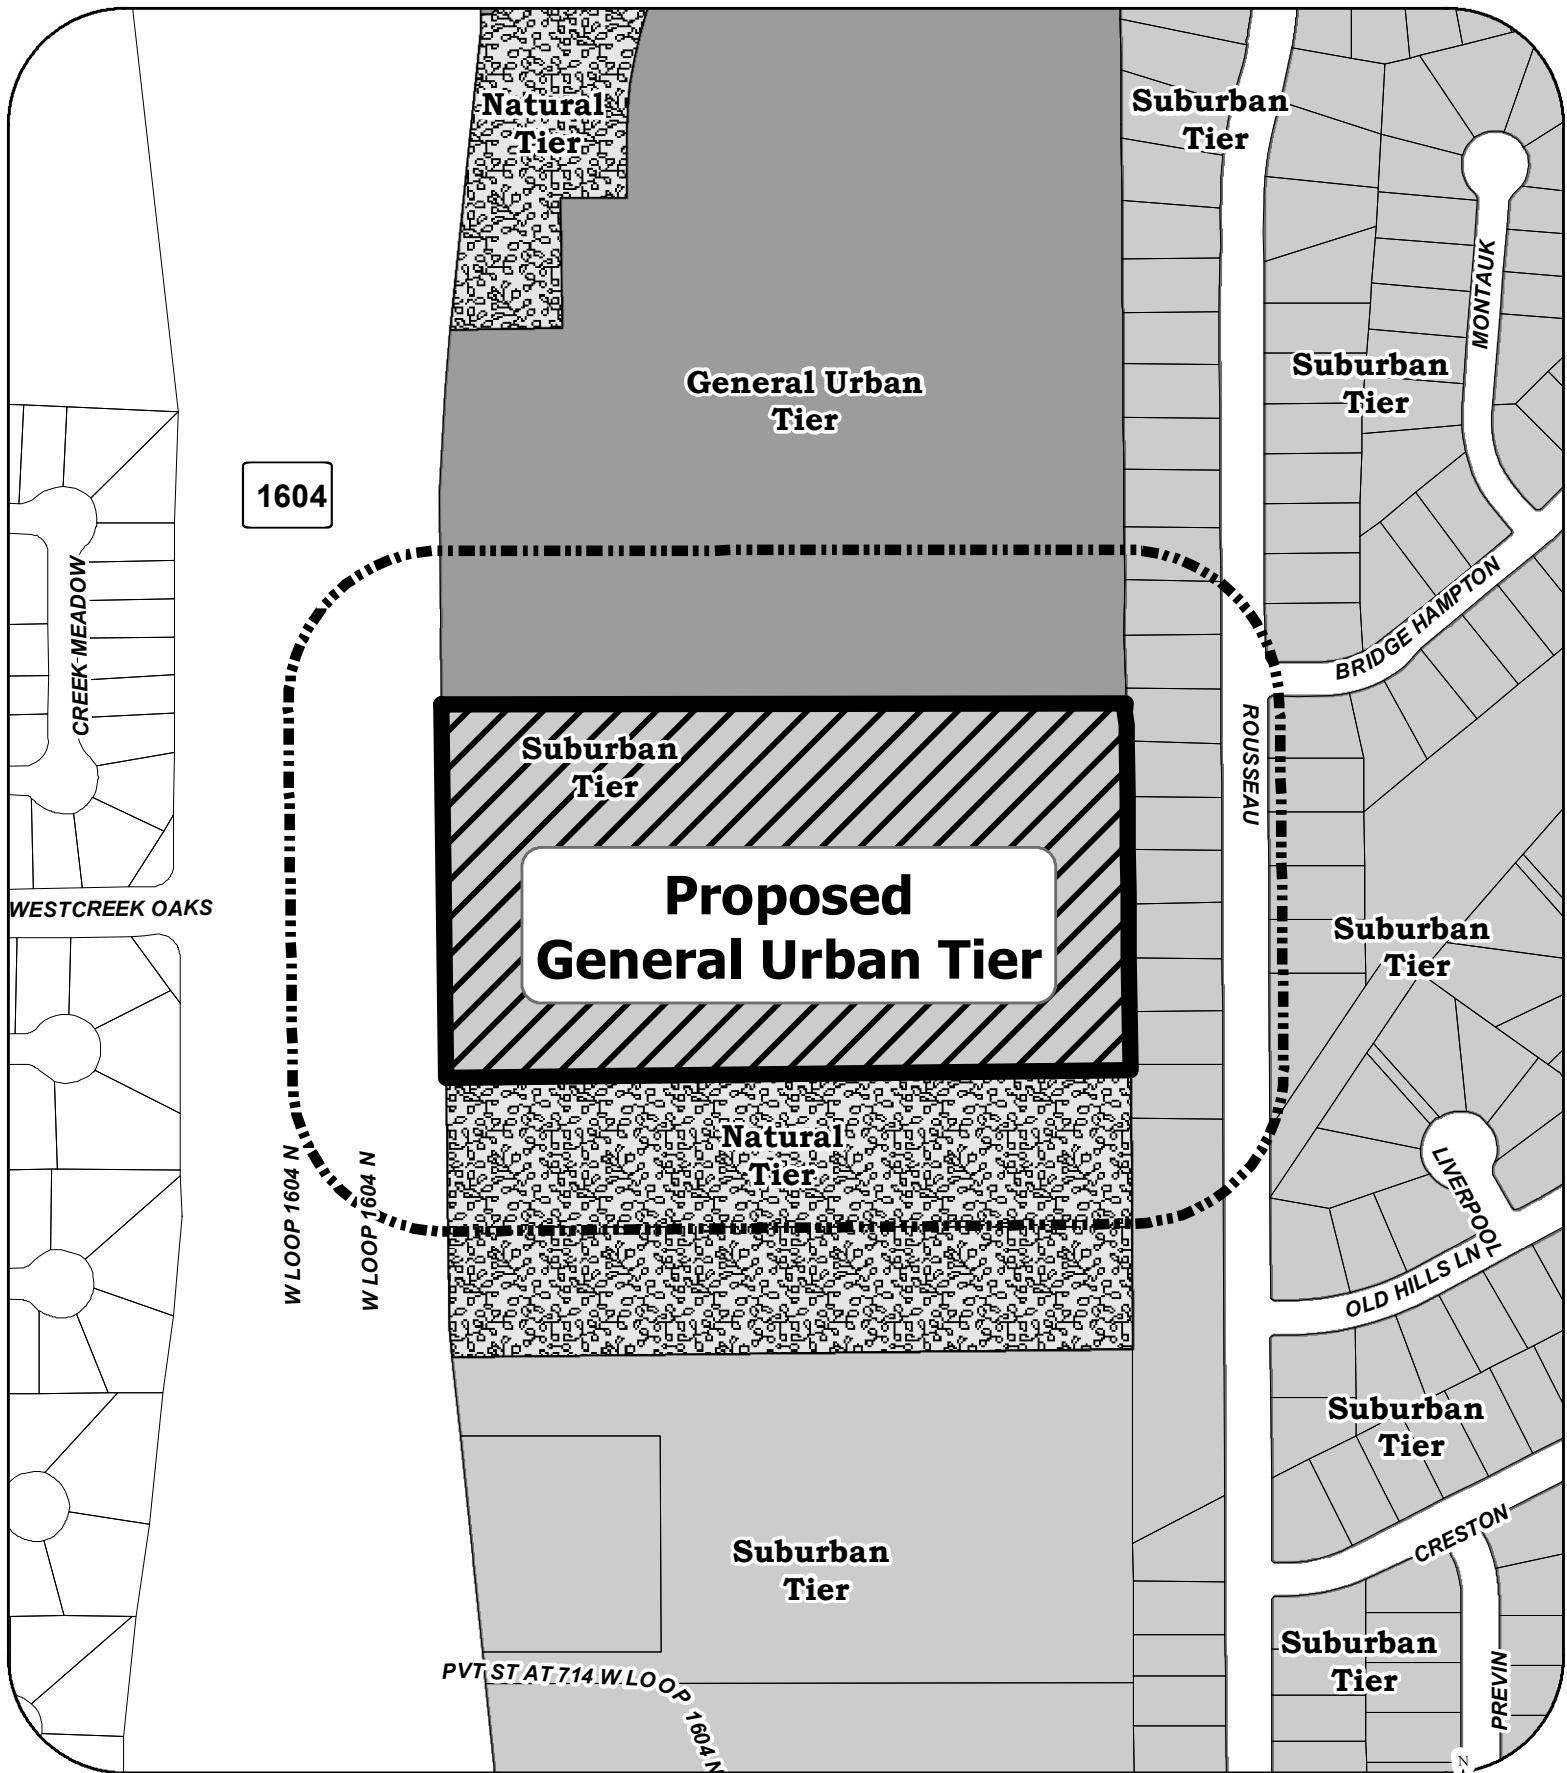 Natural
Tier
Suburban
Tier
MONTAUK
General Urban
Tier
Suburban
Tier
1604
CREEK MEADOW
BRIDGE HAMPTON
ROUSSEAU
Suburban
Tier
Proposed
General Urban Tier
WESTCREEK OAKS
Suburban
Tier
Natural
Tier
W LOOP 1604 N
W LOOP 1604 N
LIVERPOOL
OLD HILLS LN
Suburban
Tier
CRESTON
Suburban
Tier
Suburban
Tier
PREVIN
PVT ST AT 714 W LOOP 1604 N
N